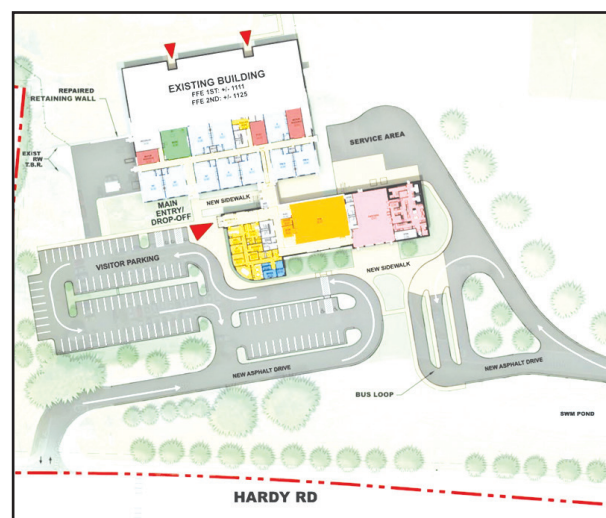 EXISTING BUILDING
FFE 1ST: +/- 1111
FFE 2ND: +/- 1125
REPAIRED
RETAINING WALL
SERVICE AREA
EXIST
RW
T.B.R.
MAIN
ENTRY/
DROP-OFF
NEW SIDEWALK
VISITOR PARKING
NEW SIDEWALK
NEW ASPHALT DRIVE
NEW ASPHALT DRIVE
BUS LOOP
SWM POND
HARDY RD